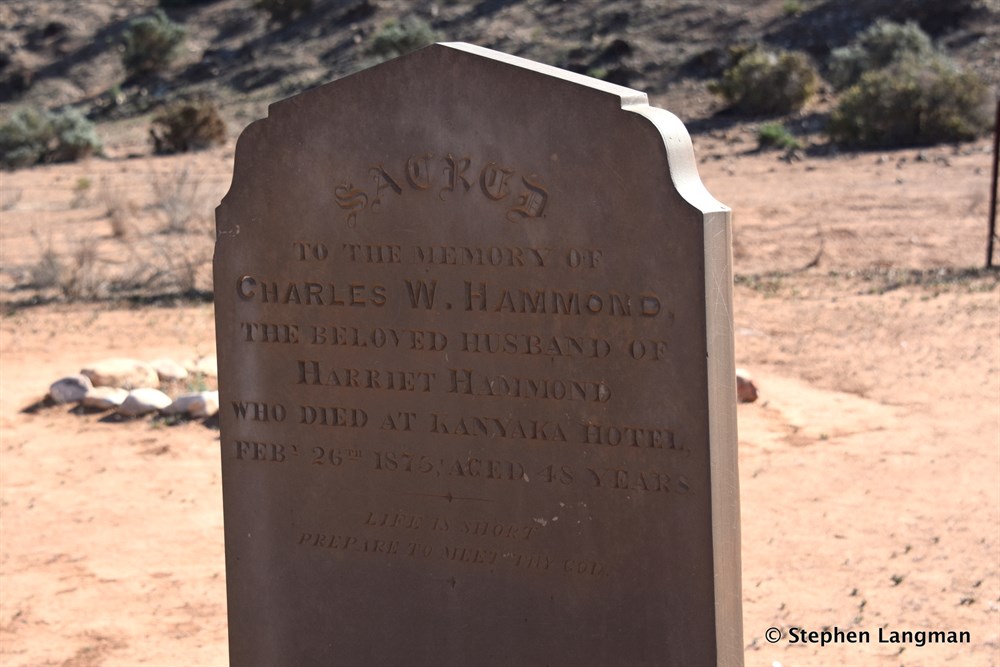 SACRED
TO THE MEMORY OF
CHARLES W. HAMMOND,
THE BELOVED HUSBAND OF
HARRIET HAMMOND
WHO DIED AT KANYAKA HOTEL,
FEBY 26TH 1875, AGED 48 YEARS
LIFE IS SHORT
PREPARE TO MEET THY GOD.
© Stephen Langman